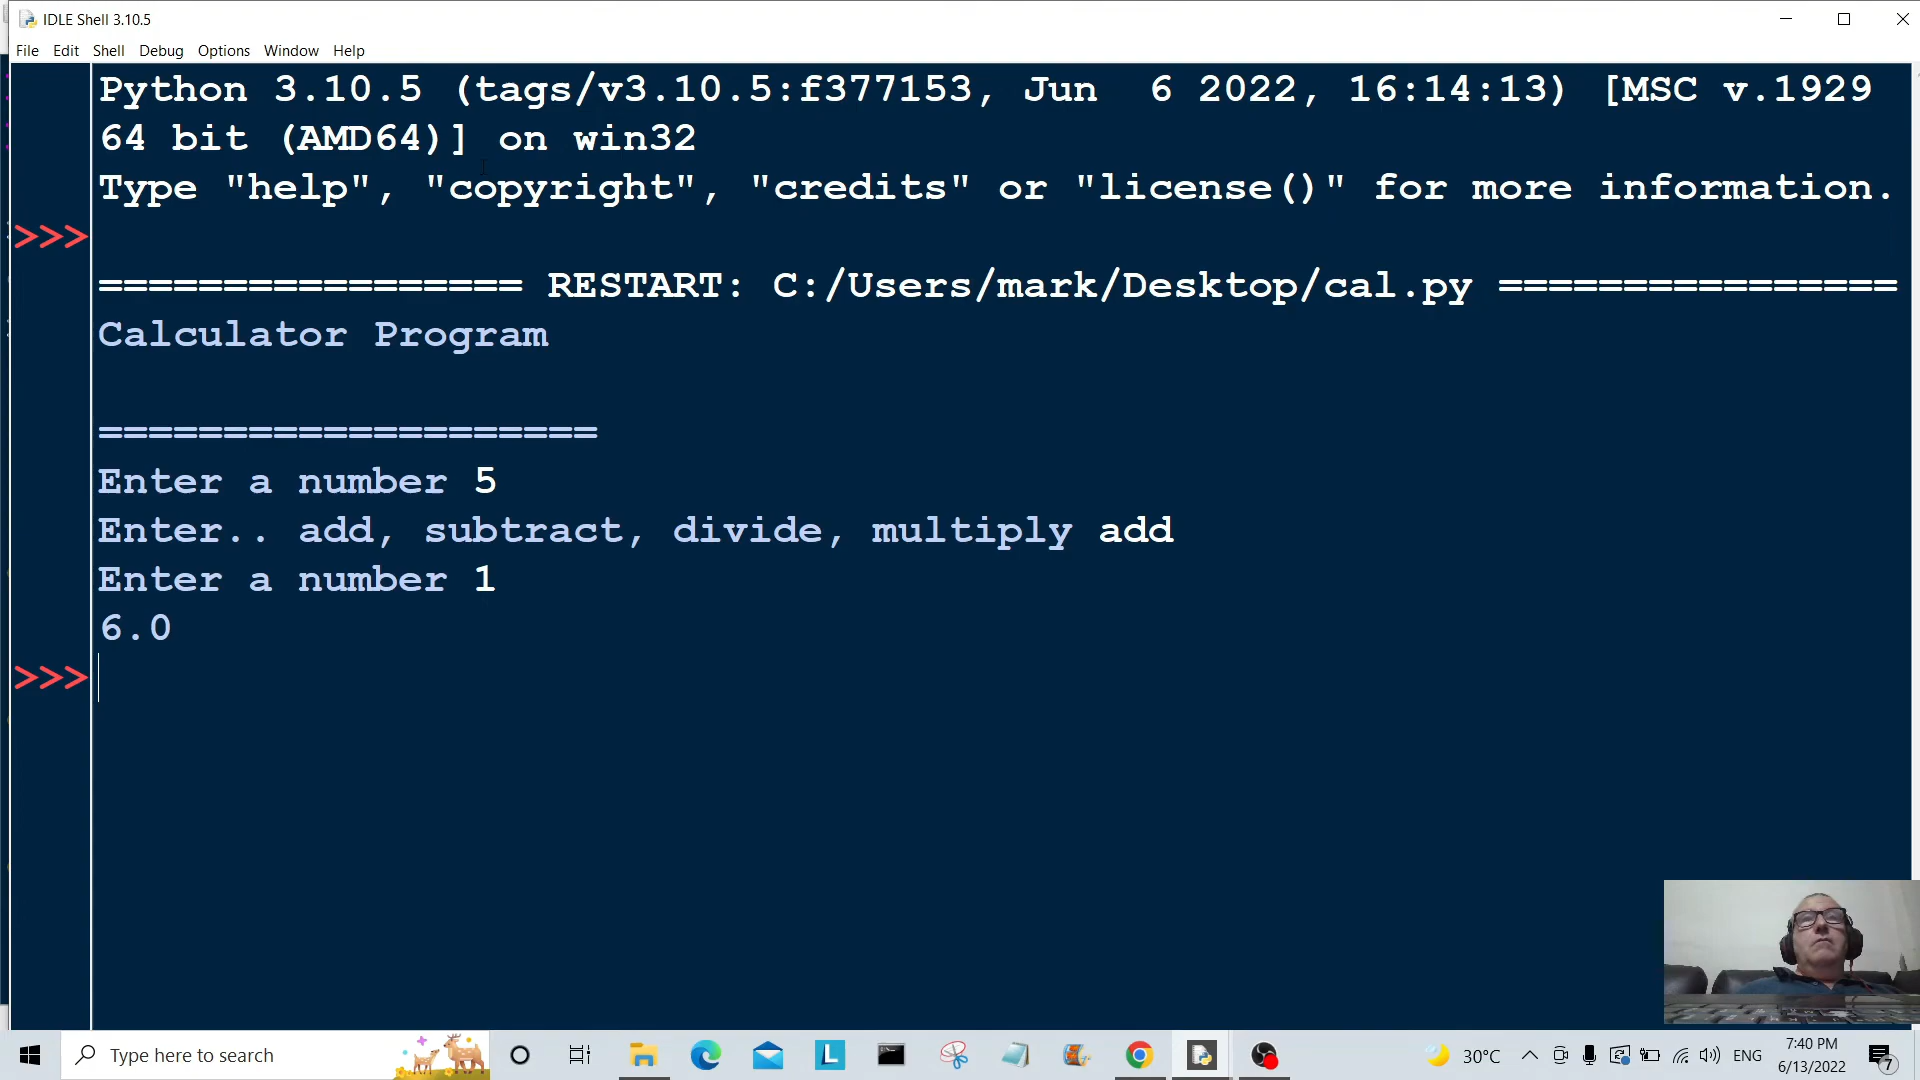 IDLE Shell 3.10.5
File Edit Shell Debug Options Window Help
Python 3.10.5 (tags/v3.10.5:f377153, Jun  6 2022, 16:14:13) [MSC v.1929
64 bit (AMD64)] on win32
Type "help", "copyright", "credits" or "license()" for more information.
>>>
================= RESTART: C:/Users/mark/Desktop/cal.py ================
Calculator Program
====================
Enter a number 5
Enter.. add, subtract, divide, multiply add
Enter a number 1
6.0
>>>
Type here to search
L
30°C
ENG
7:40 PM
6/13/2022
7